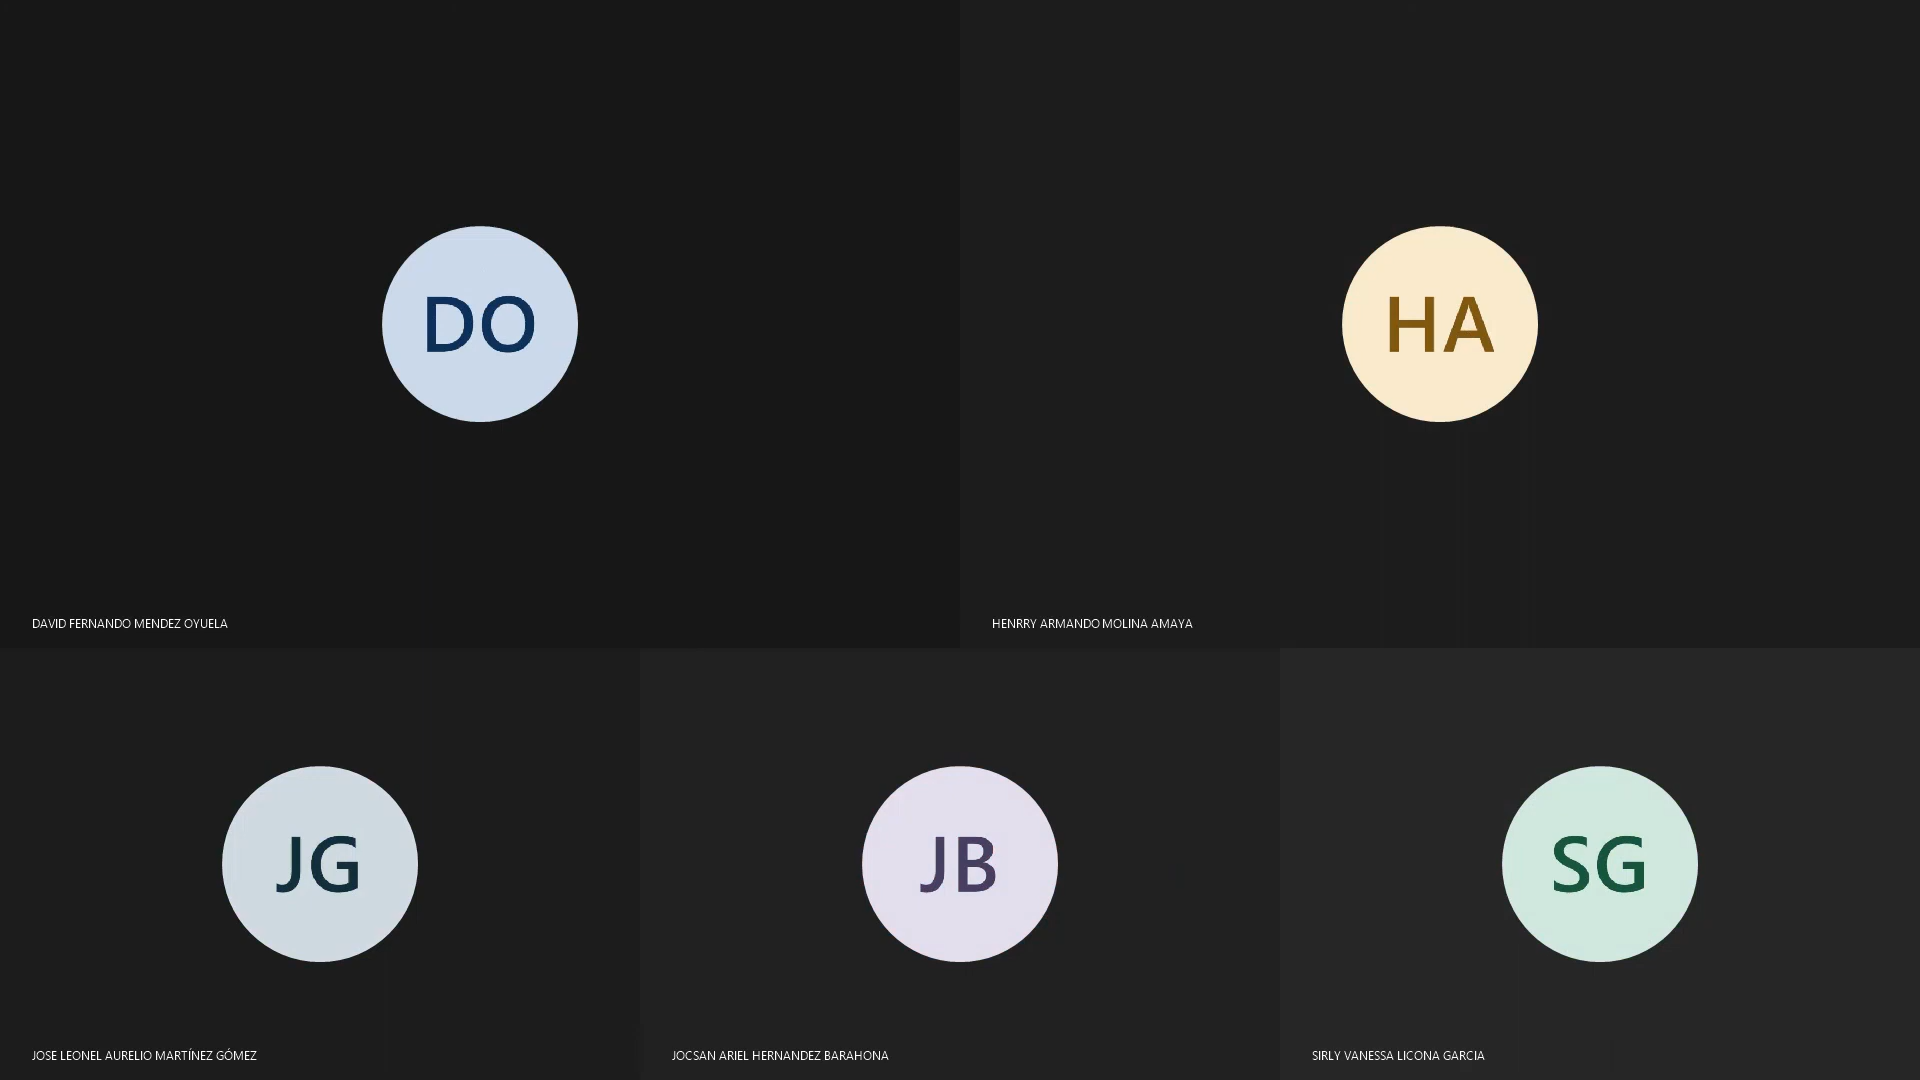 DO
HA
DAVID FERNANDO MENDEZ OYUELA
HENRRY ARMANDO MOLINA AMAYA
JG
JB
SG
JOSE LEONEL AURELIO MARTÍNEZ GÓMEZ
JOCSAN ARIEL HERNANDEZ BARAHONA
SIRLY VANESSA LICONA GARCIA